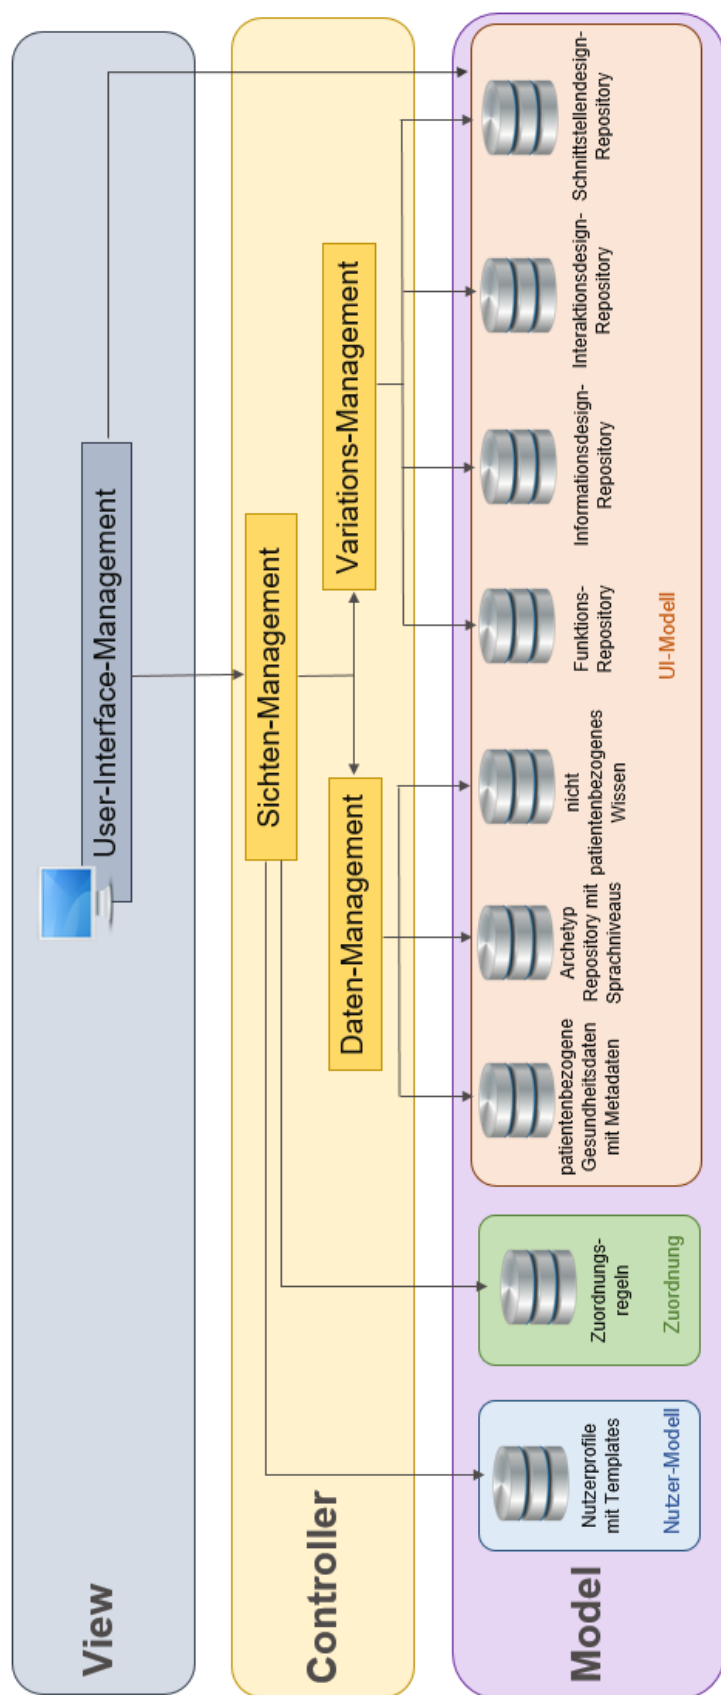 View
User-Interface-Management
Controller
Sichten-Management
Daten-Management
Variations-Management
Model
Nutzerprofile
mit Templates
Nutzer-Modell
Zuordnungs-
regeln
Zuordnung
patientenbezogene
Gesundheitsdaten
mit Metadaten
Archetyp
Repository mit
Sprachniveaus
nicht
patientenbezogenes
Wissen
Funktions-
Repository
Informationsdesign-
Repository
Interaktionsdesign-
Repository
Schnittstellendesign-
Repository
UI-Modell